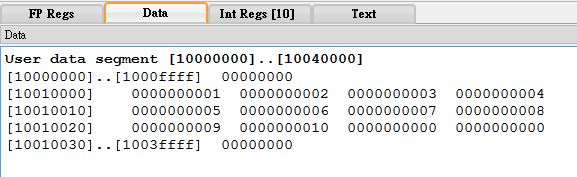 FP Regs Data Int Regs [10] Text
Data
User data segment [10000000]..[10040000]
[10000000]..[1000ffff] 00000000
[10010000] 0000000001 0000000002 0000000003 0000000004
[10010010] 0000000005 0000000006 0000000007 0000000008
[10010020] 0000000009 0000000010 0000000000 0000000000
[10010030]..[1003ffff] 00000000